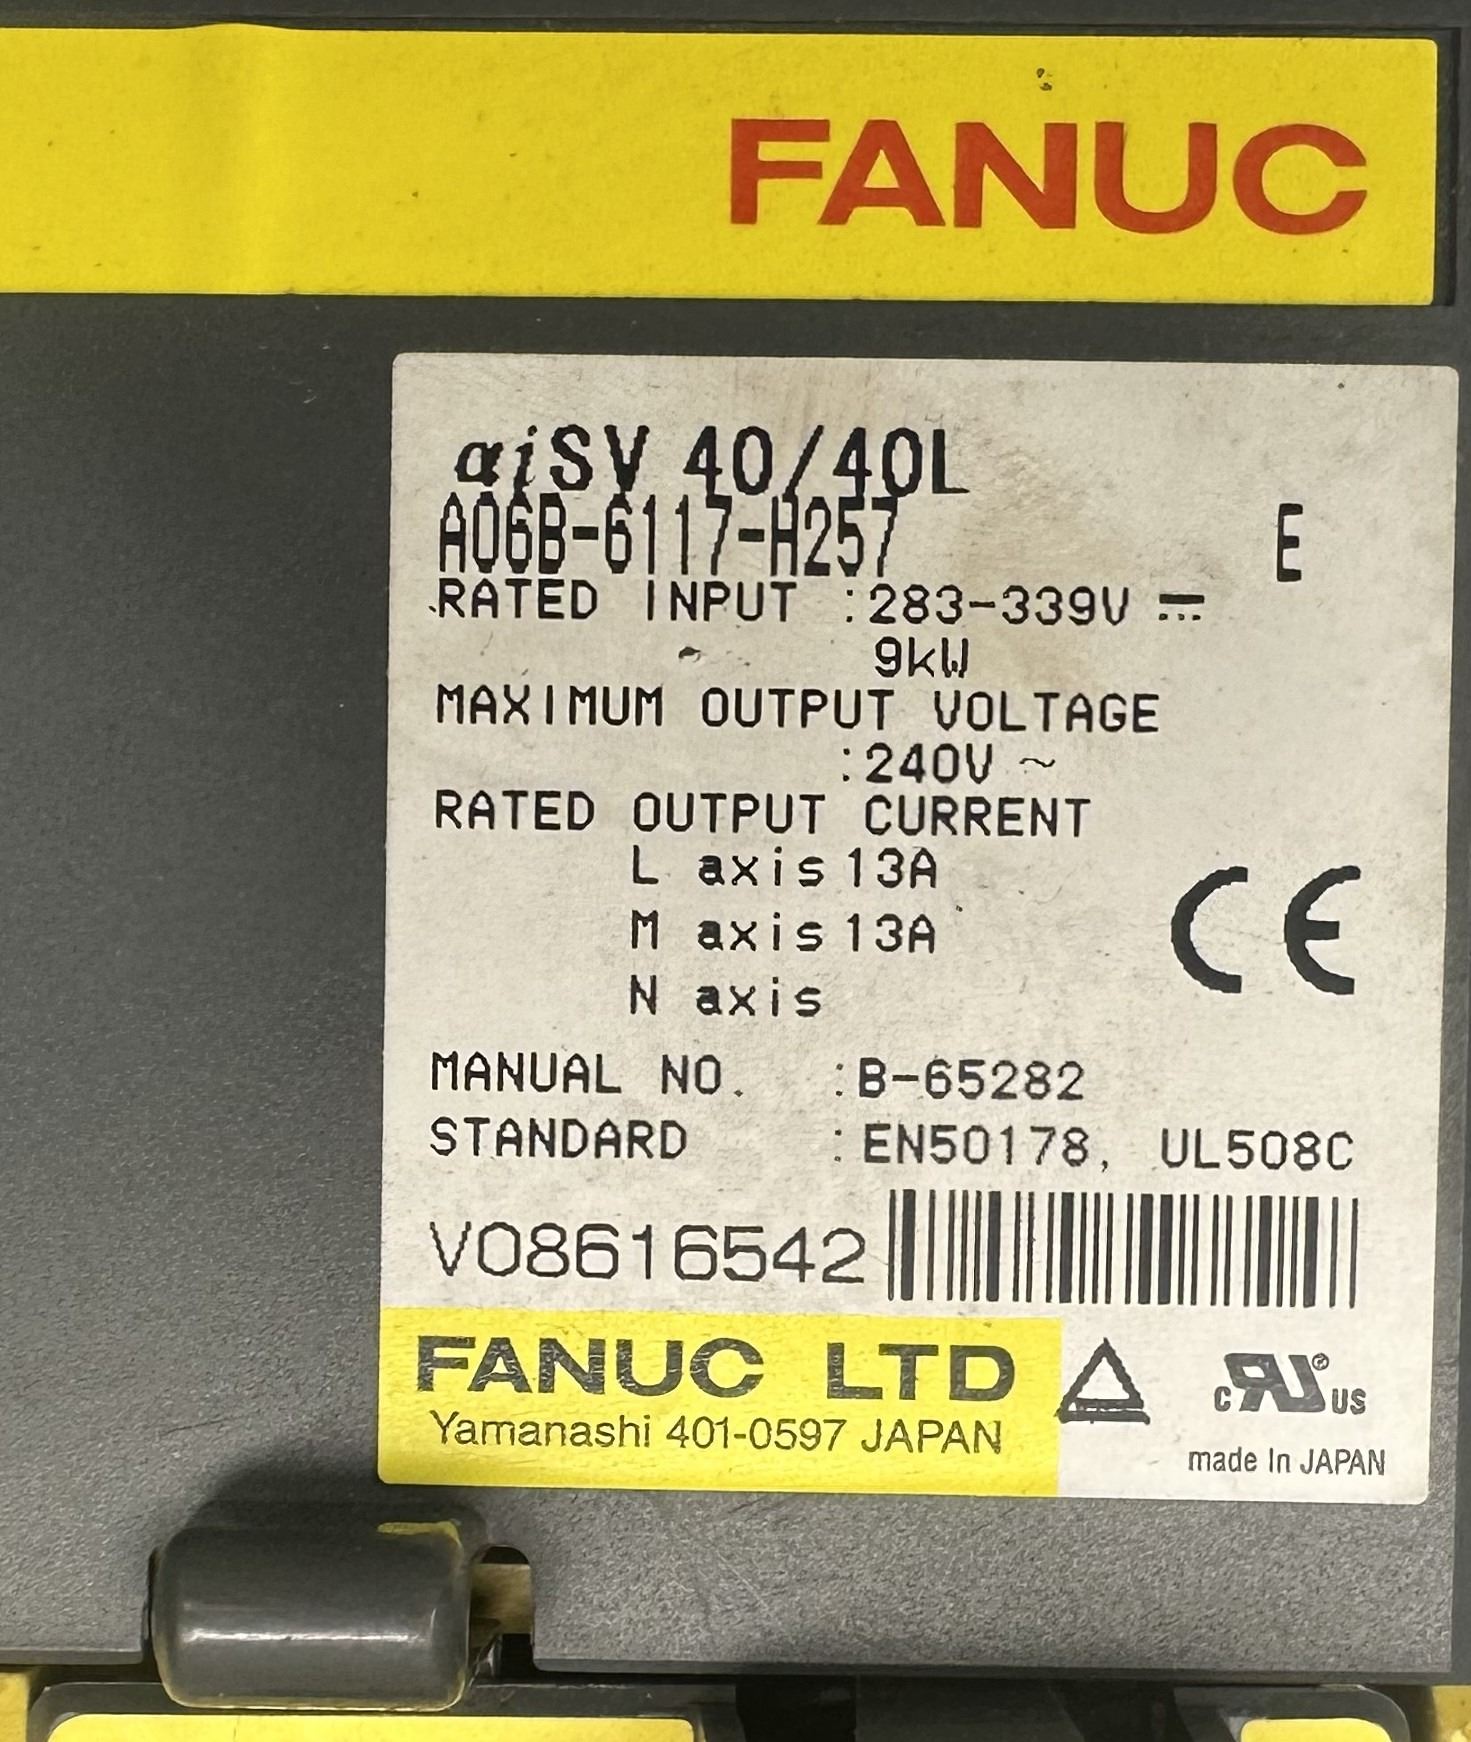 FANUC
αiSV 40/40L
A06B-6117-H257 E
RATED INPUT :283-339V ⎓
9kW
MAXIMUM OUTPUT VOLTAGE
:240V ~
RATED OUTPUT CURRENT
L axis 13A
M axis 13A
N axis
CE
MANUAL NO. :B-65282
STANDARD :EN50178, UL508C
V08616542
FANUC LTD
Yamanashi 401-0597 JAPAN
c RU ® US
made In JAPAN